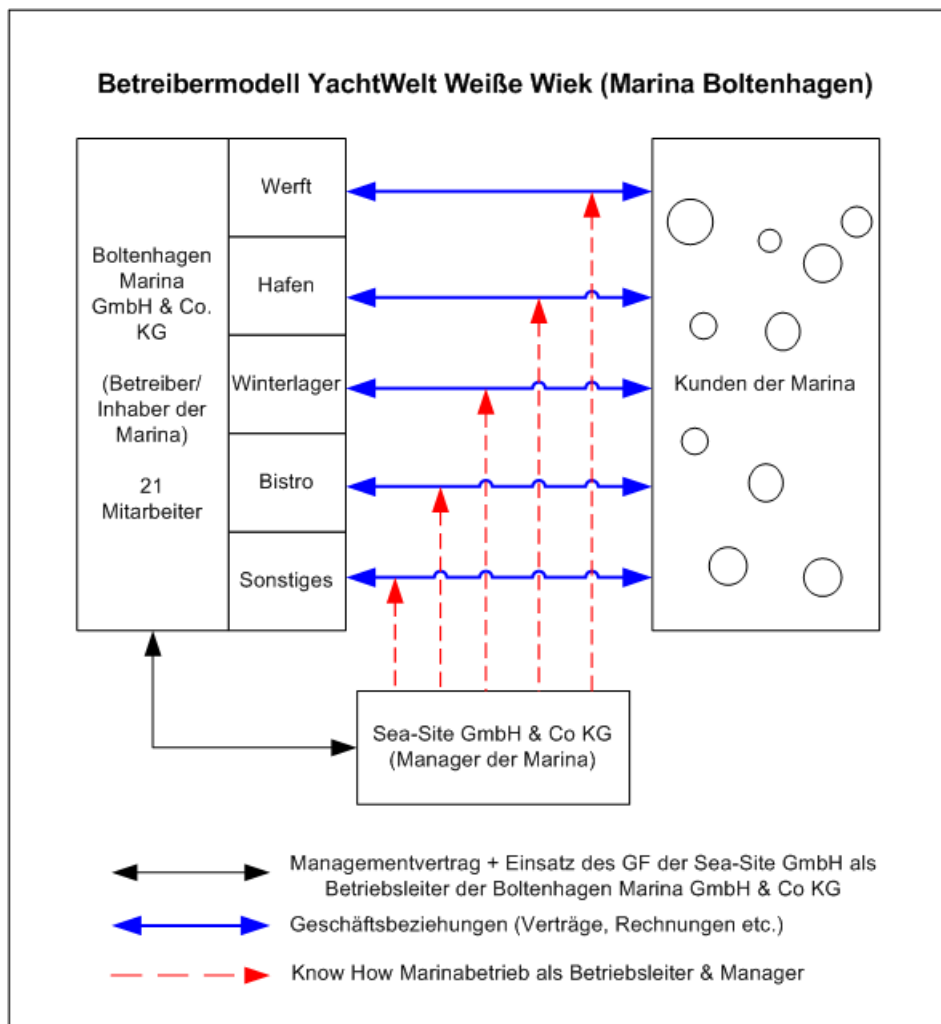 Betreibermodell YachtWelt Weiße Wiek (Marina Boltenhagen)
Boltenhagen
Marina
GmbH & Co.
KG
(Betreiber/
Inhaber der
Marina)
21
Mitarbeiter
Werft
Hafen
Winterlager
Bistro
Sonstiges
Kunden der Marina
Sea-Site GmbH & Co KG
(Manager der Marina)
Managementvertrag + Einsatz des GF der Sea-Site GmbH als
Betriebsleiter der Boltenhagen Marina GmbH & Co KG
Geschäftsbeziehungen (Verträge, Rechnungen etc.)
Know How Marinabetrieb als Betriebsleiter & Manager